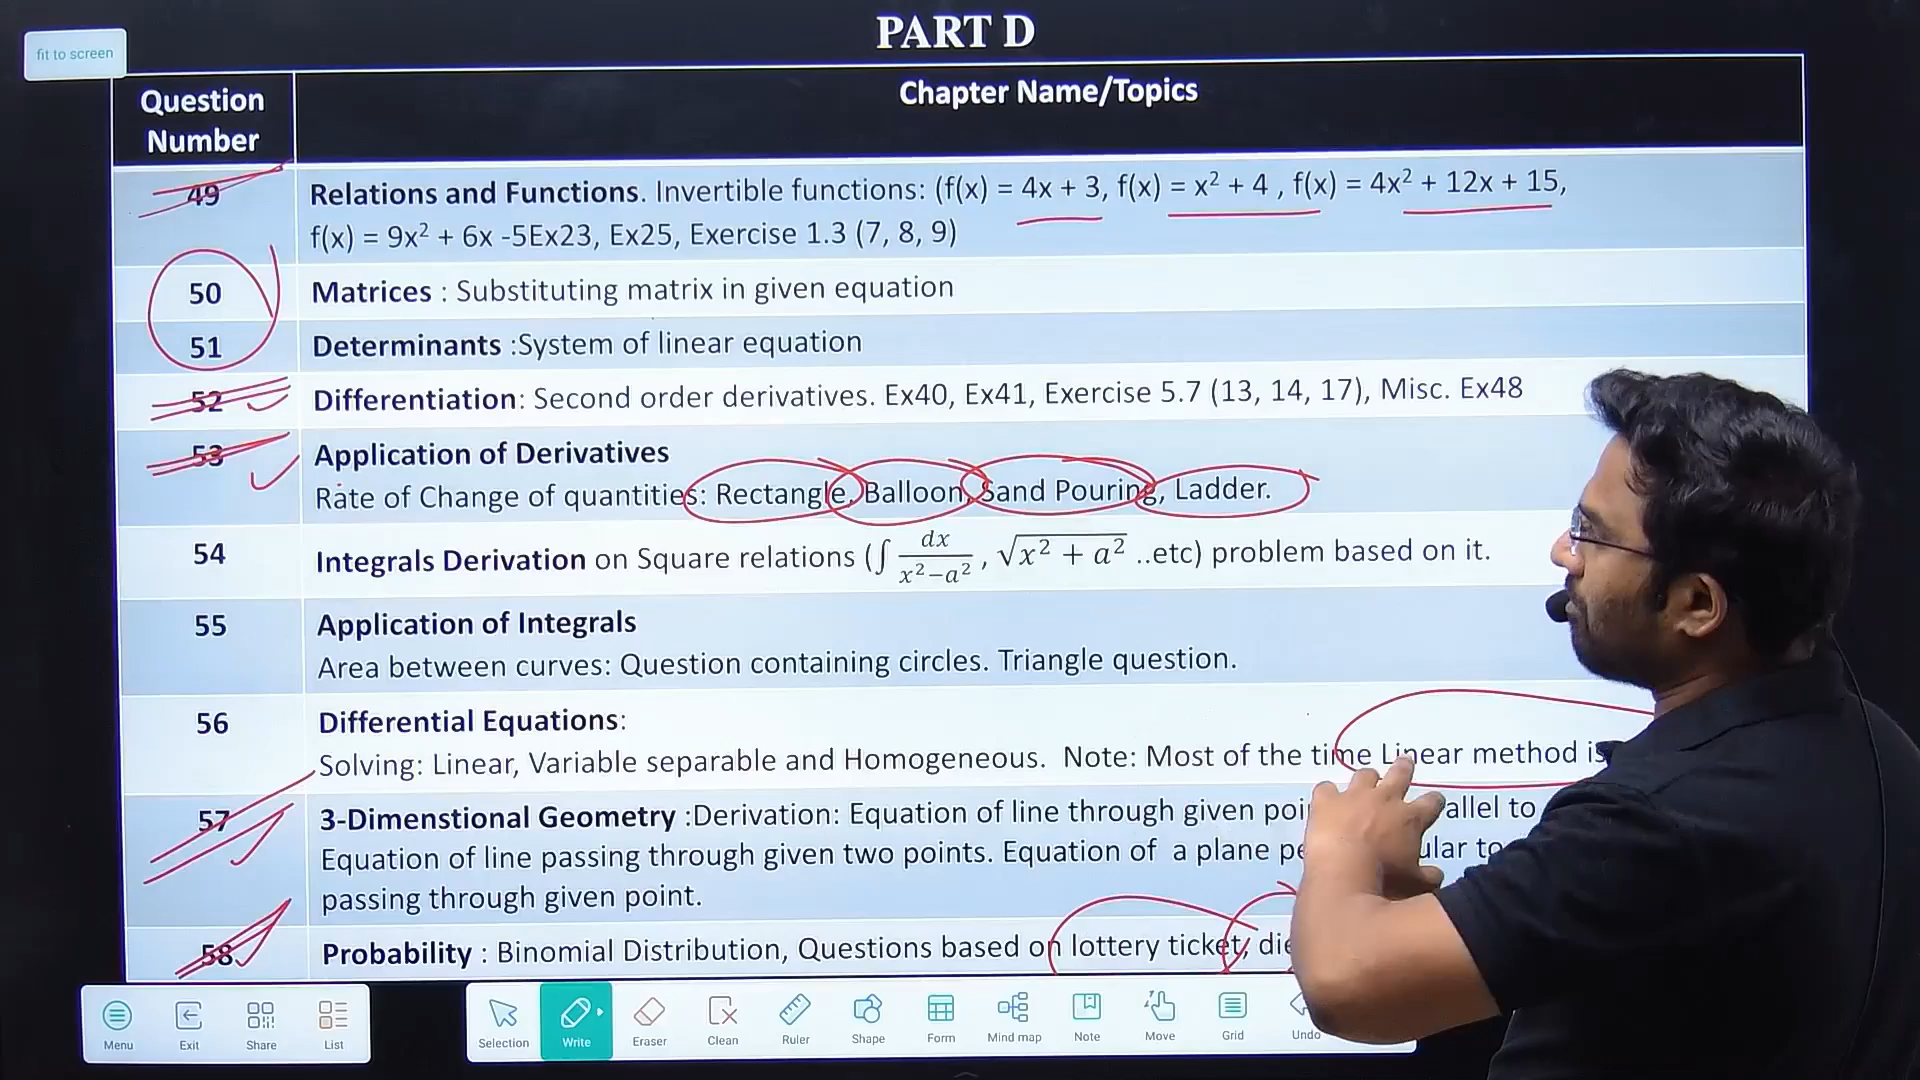 PART D
fit to screen
Question Number
Chapter Name/Topics
49
Relations and Functions. Invertible functions: (f(x) = 4x + 3, f(x) = x² + 4 , f(x) = 4x² + 12x + 15,
f(x) = 9x² + 6x -5Ex23, Ex25, Exercise 1.3 (7, 8, 9)
50
Matrices : Substituting matrix in given equation
51
Determinants :System of linear equation
52
Differentiation: Second order derivatives. Ex40, Ex41, Exercise 5.7 (13, 14, 17), Misc. Ex48
53
Application of Derivatives
Rate of Change of quantities: Rectangle, Balloon, Sand Pouring, Ladder.
54
Integrals Derivation on Square relations (∫ dx/(x²−a²) , √(x² + a²) ..etc) problem based on it.
55
Application of Integrals
Area between curves: Question containing circles. Triangle question.
56
Differential Equations:
Solving: Linear, Variable separable and Homogeneous. Note: Most of the time Linear method is
57
3-Dimenstional Geometry :Derivation: Equation of line through given to
Equation of line passing through given two points. Equation of a plane
passing through given point.
58
Probability : Binomial Distribution, Questions based on lottery ticket,
Menu
Exit
Share
List
Selection
Write
Eraser
Clean
Ruler
Shape
Form
Mind map
Note
Move
Grid
Undo